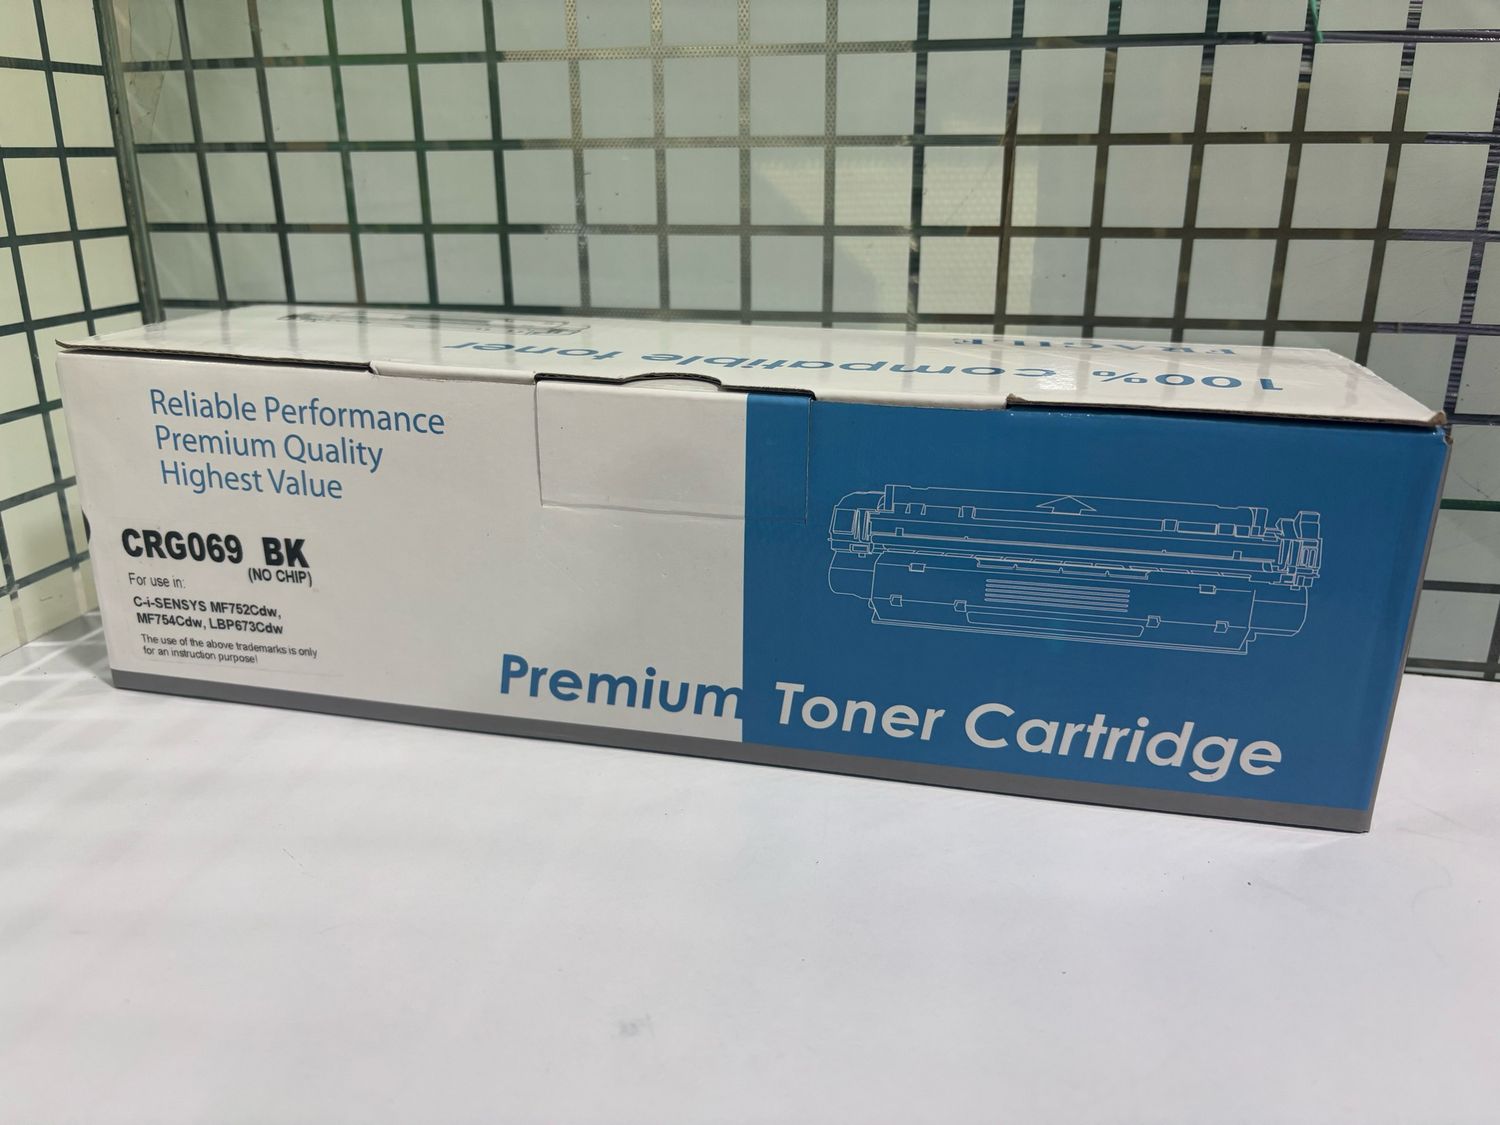 100% compatible toner
FRAGILE
Reliable Performance
Premium Quality
Highest Value
CRG069 BK
(NO CHIP)
For use in:
C-i-SENSYS MF752Cdw,
MF754Cdw, LBP673Cdw
The use of the above trademarks is only
for an instruction purpose!
Premium Toner Cartridge